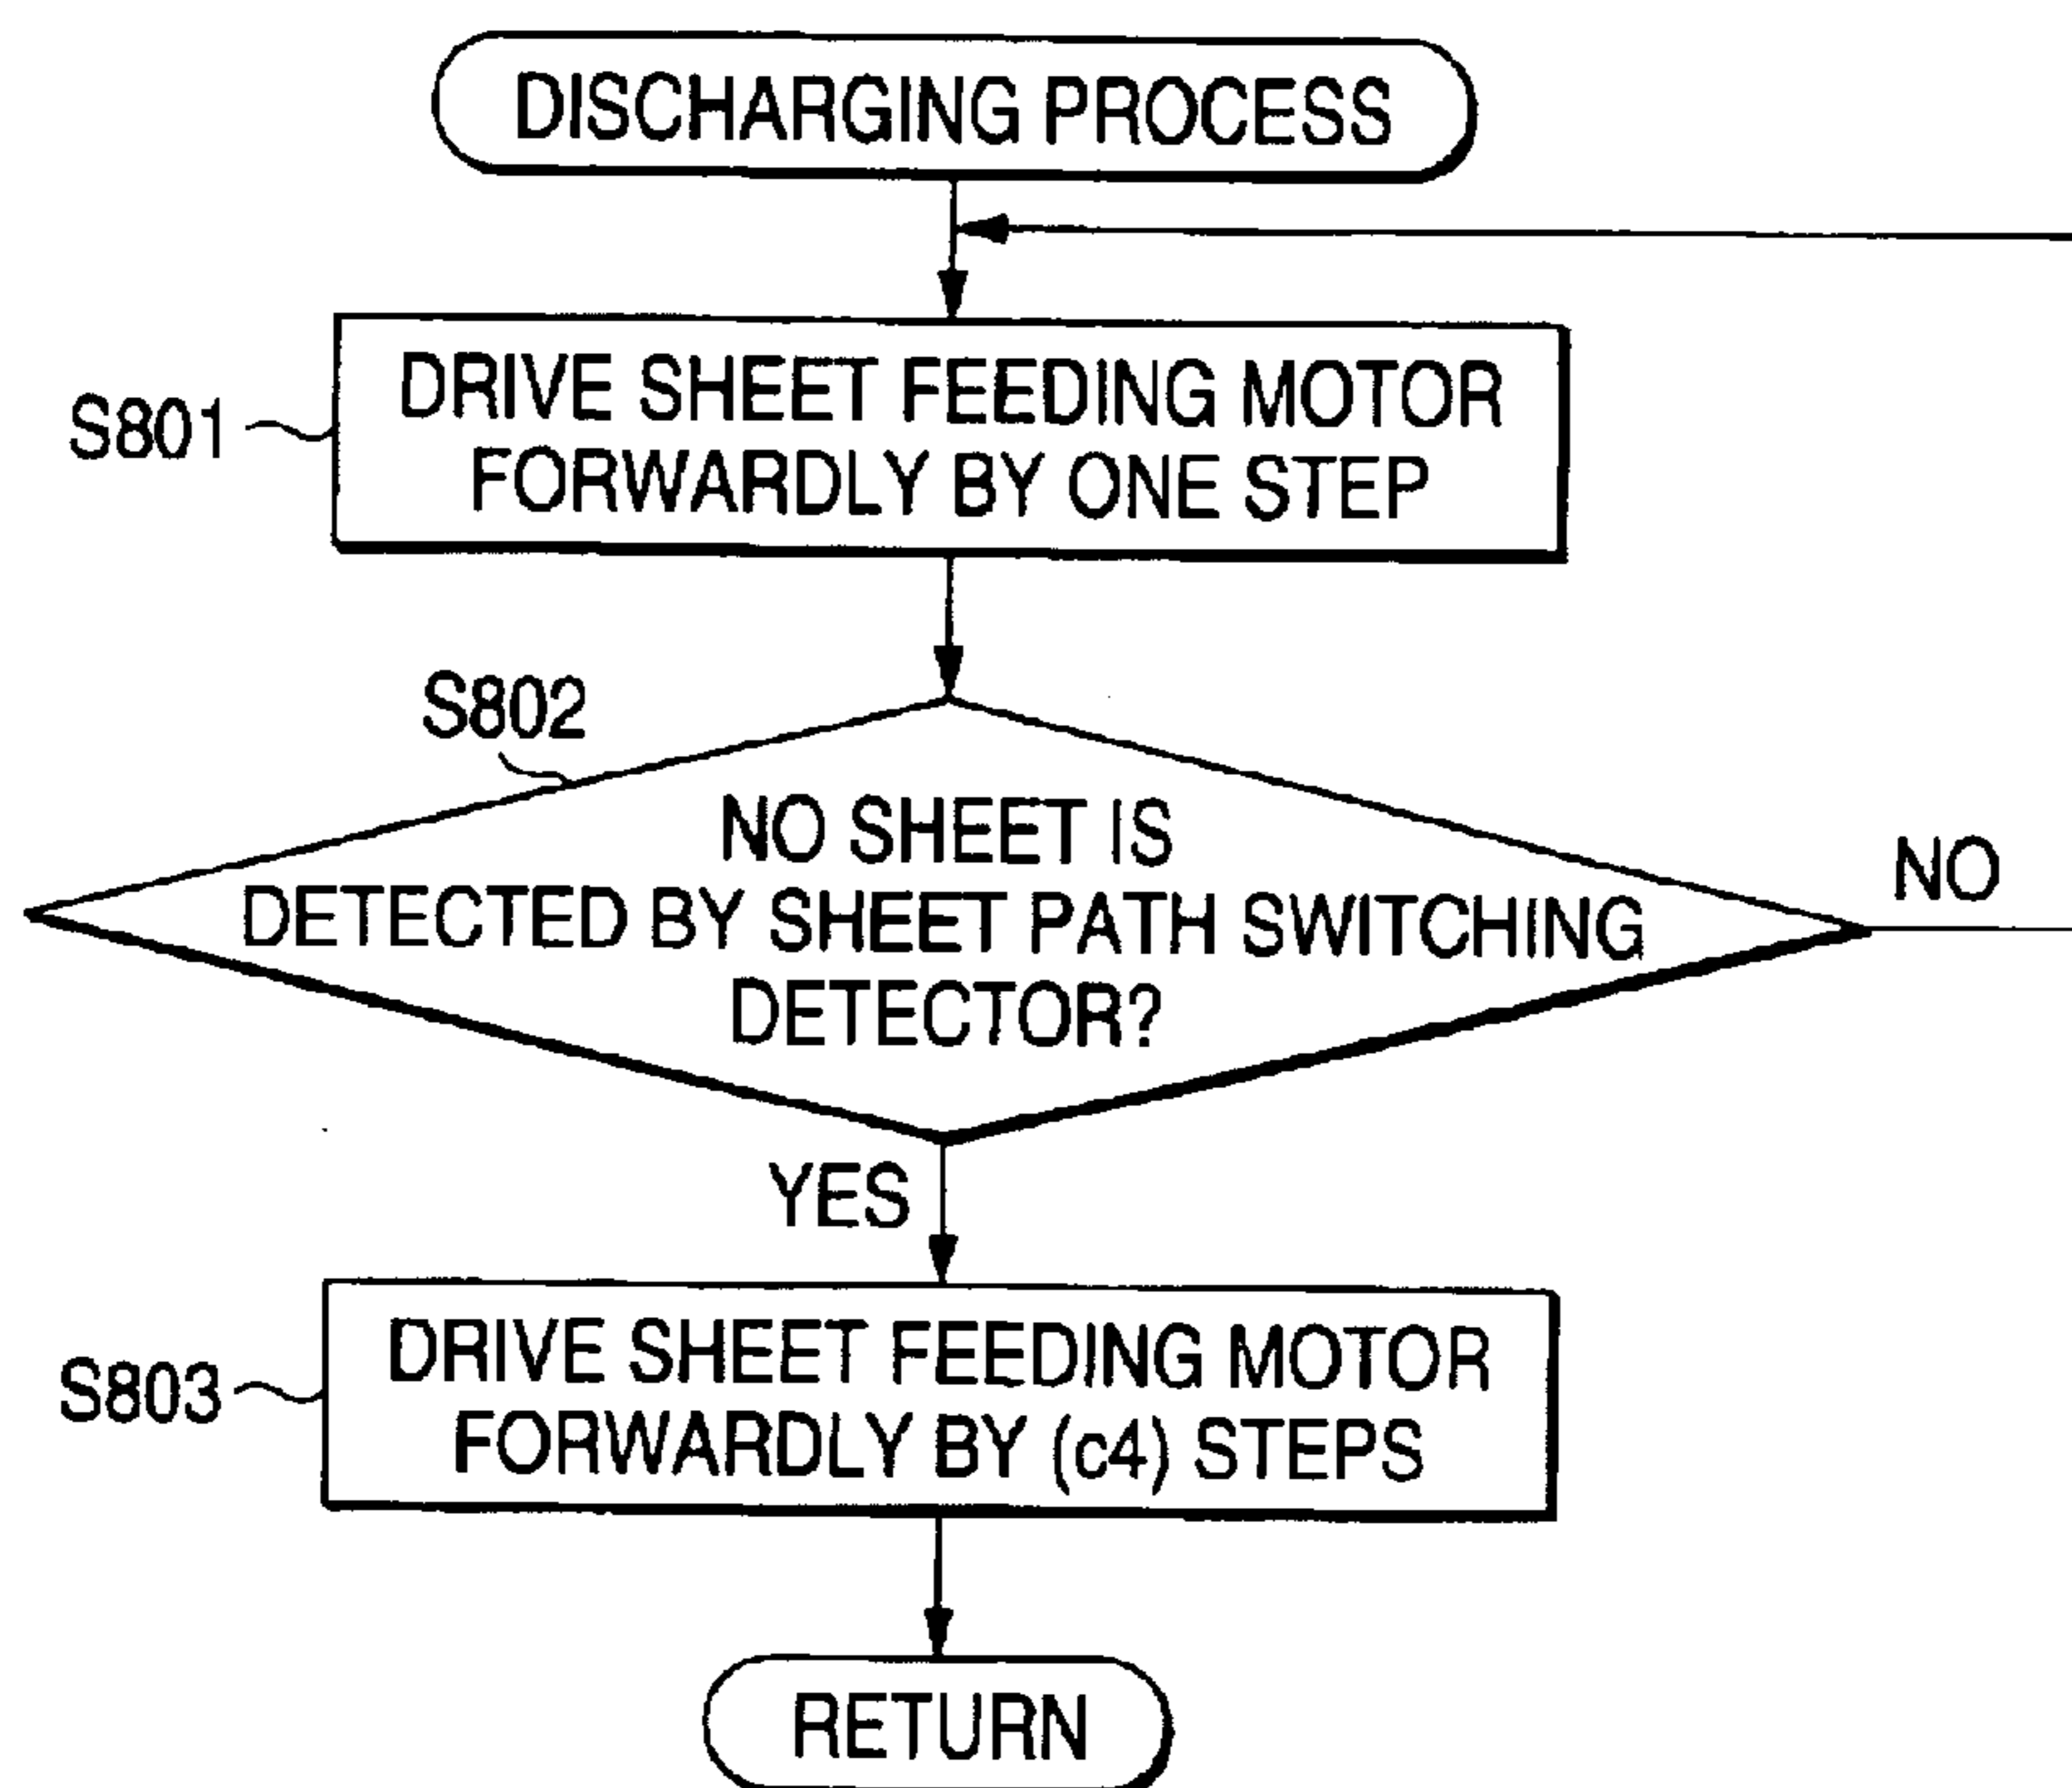 DISCHARGING PROCESS
S801
DRIVE SHEET FEEDING MOTOR
FORWARDLY BY ONE STEP
S802
NO SHEET IS
DETECTED BY SHEET PATH SWITCHING
DETECTOR?
NO
YES
S803
DRIVE SHEET FEEDING MOTOR
FORWARDLY BY (c4) STEPS
RETURN